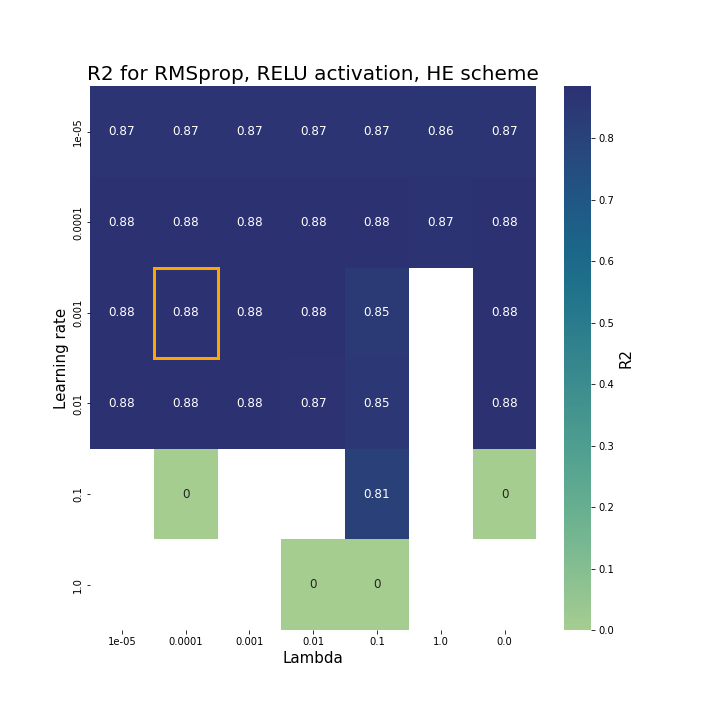 R2 for RMSprop, RELU activation, HE scheme
1e-05 0.87 0.87 0.87 0.87 0.87 0.86 0.87
0.0001 0.88 0.88 0.88 0.88 0.88 0.87 0.88
0.001 0.88 0.88 0.88 0.88 0.85 0.88
0.01 0.88 0.88 0.88 0.87 0.85 0.88
0.1 0 0.81 0
1.0 0 0
1e-05 0.0001 0.001 0.01 0.1 1.0 0.0
Lambda
Learning rate
0.8
0.7
0.6
0.5
0.4
0.3
0.2
0.1
0.0
R2